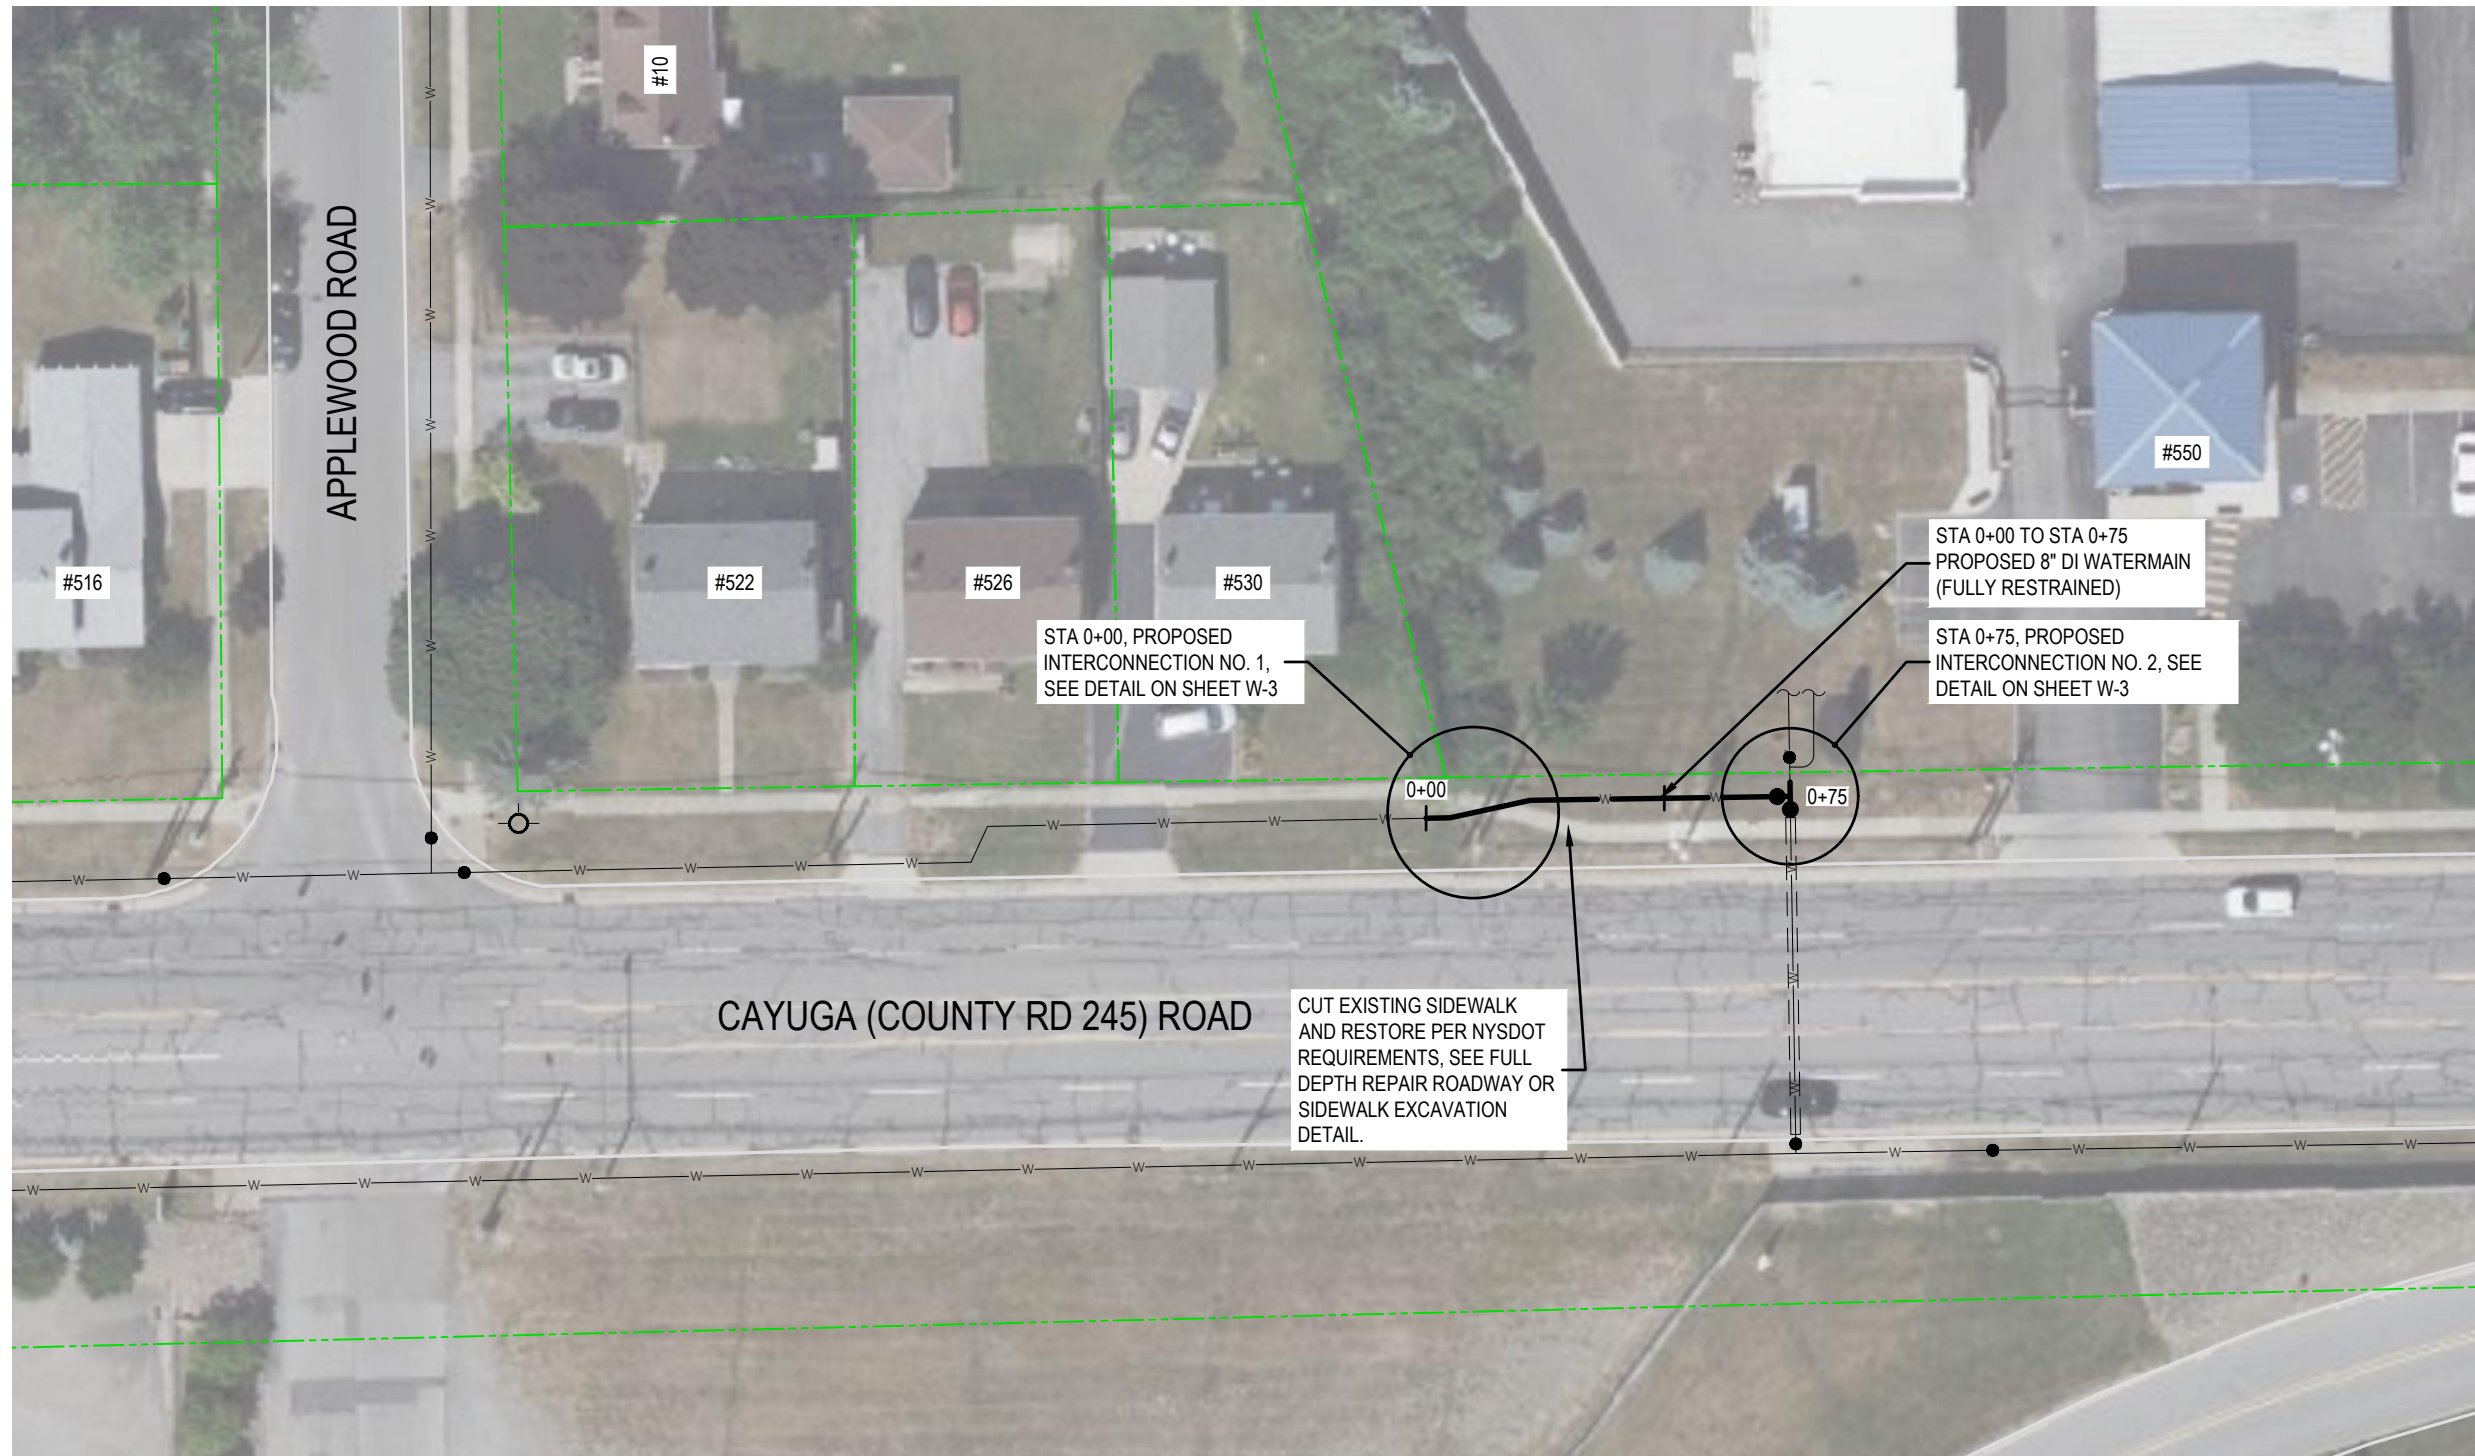 #10
APPLEWOOD ROAD
#550
STA 0+00 TO STA 0+75
PROPOSED 8" DI WATERMAIN
(FULLY RESTRAINED)
#516
#522
#526
#530
STA 0+00, PROPOSED
INTERCONNECTION NO. 1,
SEE DETAIL ON SHEET W-3
STA 0+75, PROPOSED
INTERCONNECTION NO. 2, SEE
DETAIL ON SHEET W-3
0+00
0+75
W W W W W W W
W W W W W W W W W W W W
W W W
CAYUGA (COUNTY RD 245) ROAD
CUT EXISTING SIDEWALK
AND RESTORE PER NYSDOT
REQUIREMENTS, SEE FULL
DEPTH REPAIR ROADWAY OR
SIDEWALK EXCAVATION
DETAIL.
W W W W W W W W W W W W W W W W W W W W W